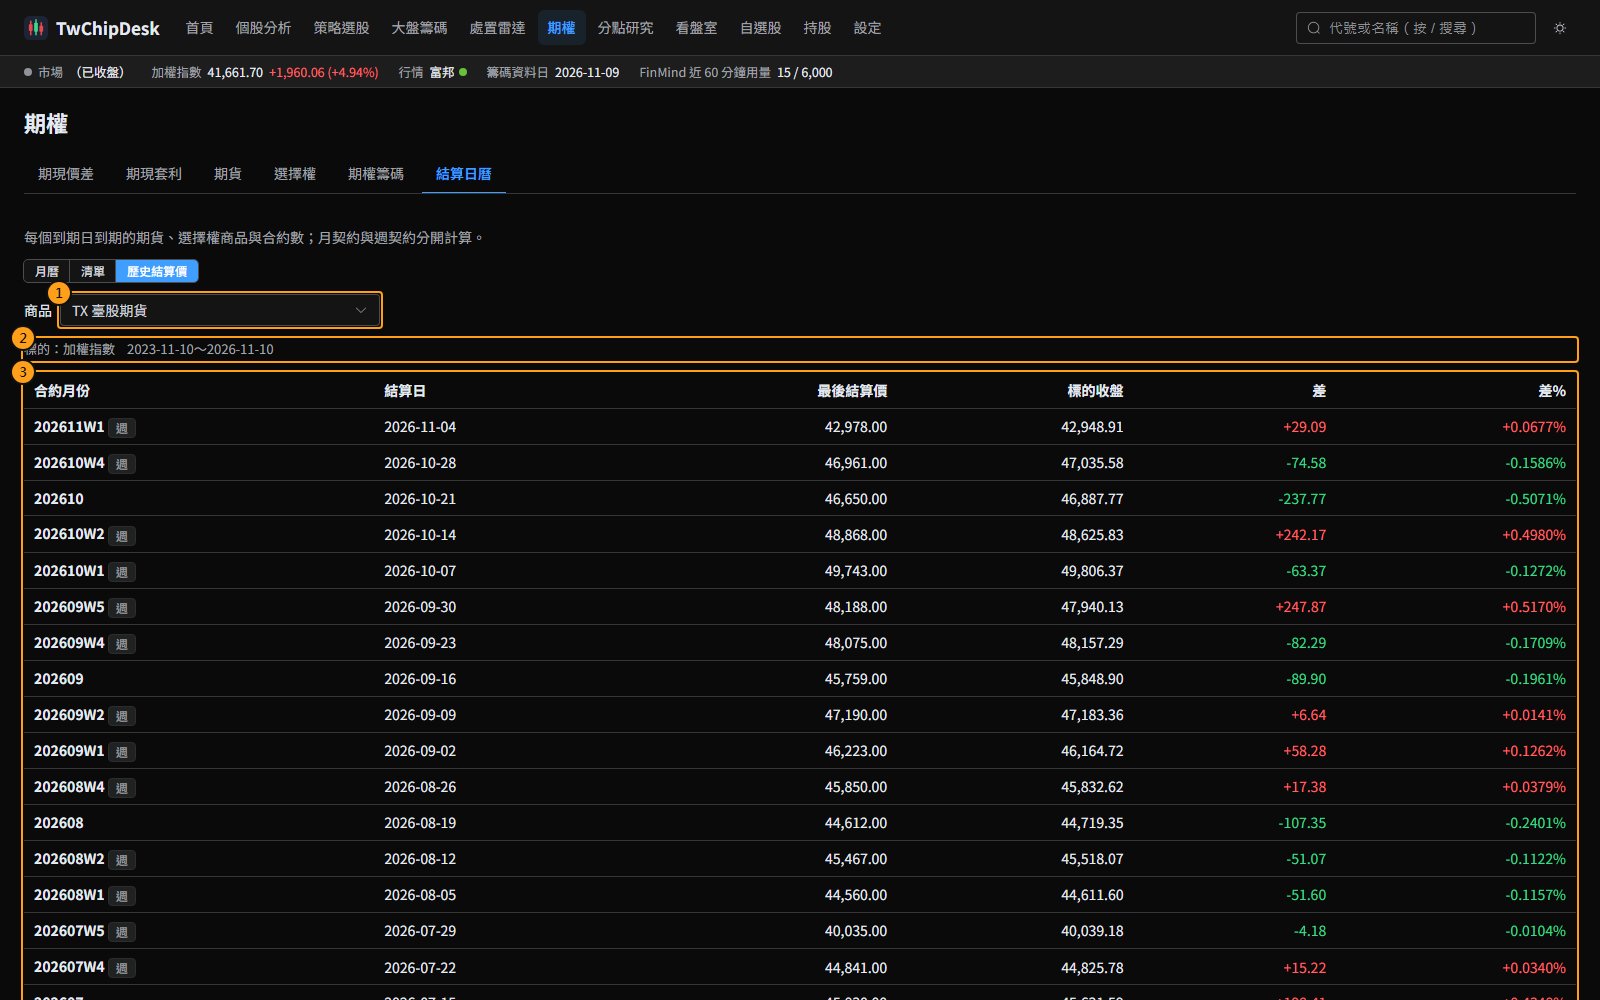 TwChipDesk 首頁 個股分析 策略選股 大盤籌碼 處置雷達 期權 分點研究 看盤室 自選股 持股 設定 代號或名稱 ( 按 / 搜尋 )
市場 （已收盤） 加權指數 41,661.70 +1,960.06 (+4.94%) 行情 富邦 籌碼資料日 2026-11-09 FinMind 近 60 分鐘用量 15 / 6,000
期權
期現價差 期現套利 期貨 選擇權 期權籌碼 結算日曆
每個到期日到期的期貨、選擇權商品與合約數；月契約與週契約分開計算。
月曆 清單 歷史結算價
1
商品 TX 臺股期貨
2
標的：加權指數 2023-11-10～2026-11-10
3
合約月份 結算日 最後結算價 標的收盤 差 差%
202611W1 週 2026-11-04 42,978.00 42,948.91 +29.09 +0.0677%
202610W4 週 2026-10-28 46,961.00 47,035.58 -74.58 -0.1586%
202610 2026-10-21 46,650.00 46,887.77 -237.77 -0.5071%
202610W2 週 2026-10-14 48,868.00 48,625.83 +242.17 +0.4980%
202610W1 週 2026-10-07 49,743.00 49,806.37 -63.37 -0.1272%
202609W5 週 2026-09-30 48,188.00 47,940.13 +247.87 +0.5170%
202609W4 週 2026-09-23 48,075.00 48,157.29 -82.29 -0.1709%
202609 2026-09-16 45,759.00 45,848.90 -89.90 -0.1961%
202609W2 週 2026-09-09 47,190.00 47,183.36 +6.64 +0.0141%
202609W1 週 2026-09-02 46,223.00 46,164.72 +58.28 +0.1262%
202608W4 週 2026-08-26 45,850.00 45,832.62 +17.38 +0.0379%
202608 2026-08-19 44,612.00 44,719.35 -107.35 -0.2401%
202608W2 週 2026-08-12 45,467.00 45,518.07 -51.07 -0.1122%
202608W1 週 2026-08-05 44,560.00 44,611.60 -51.60 -0.1157%
202607W5 週 2026-07-29 40,035.00 40,039.18 -4.18 -0.0104%
202607W4 週 2026-07-22 44,841.00 44,825.78 +15.22 +0.0340%